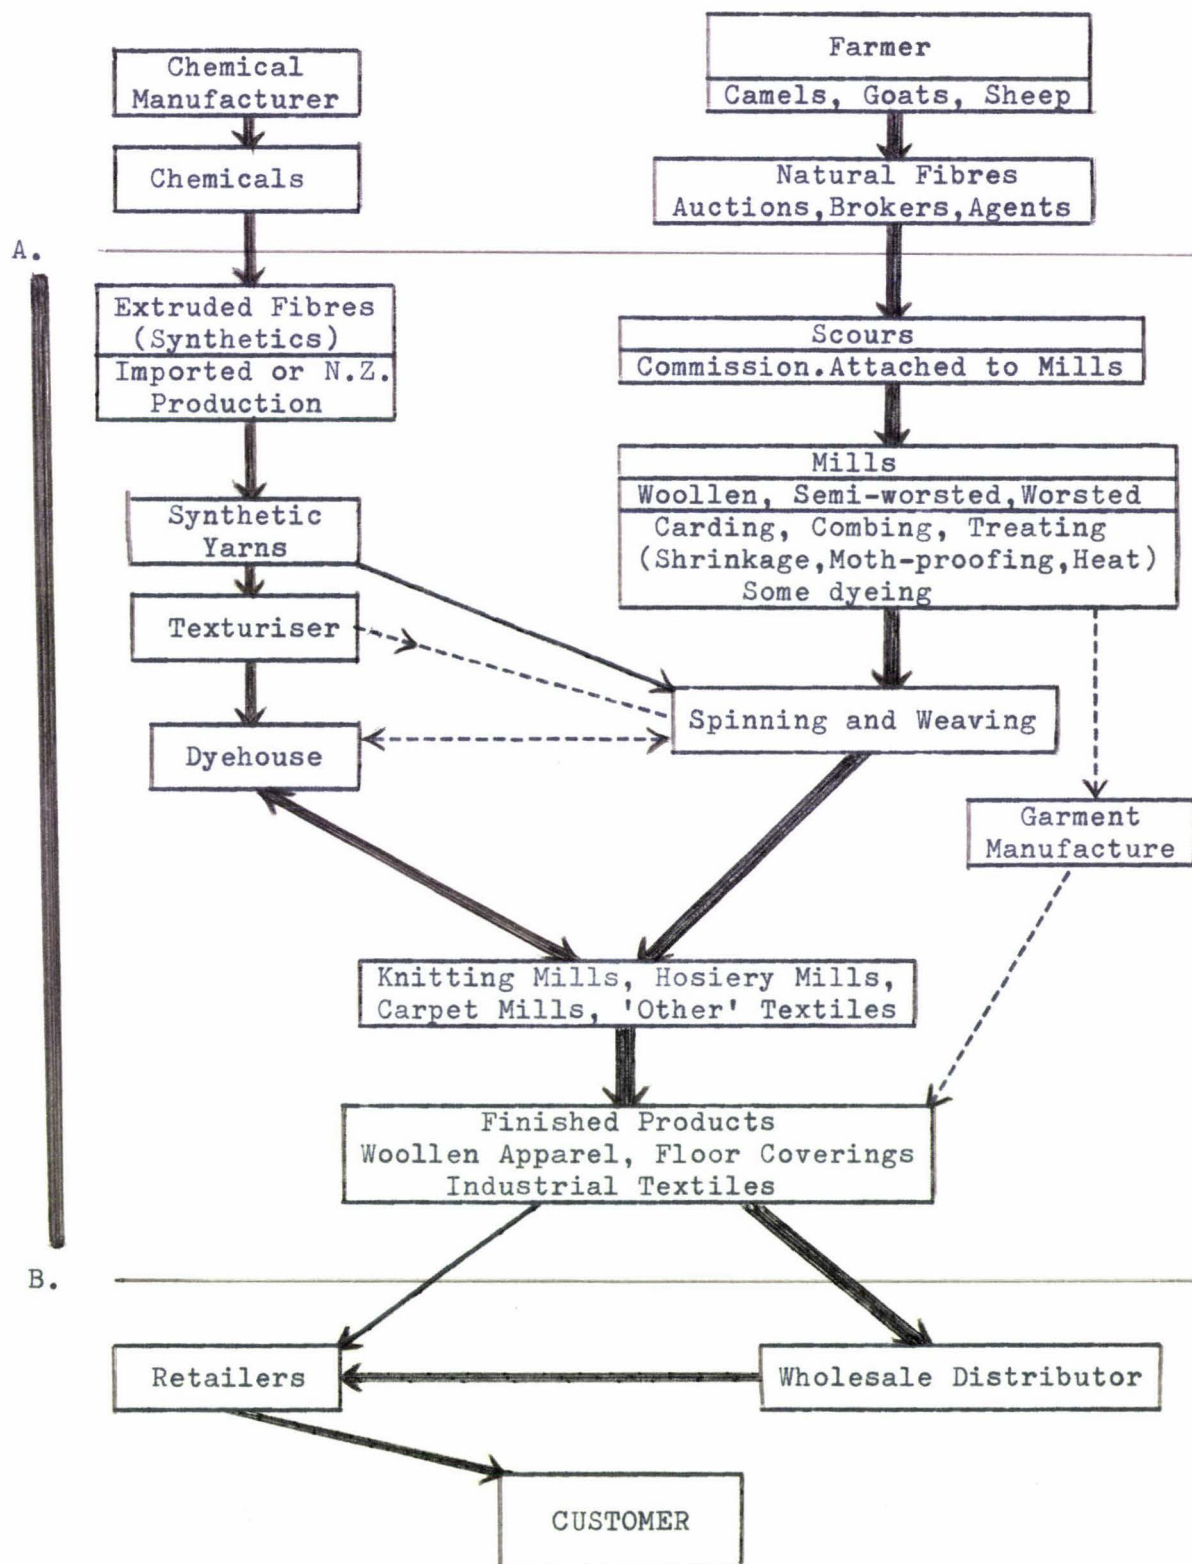 Chemical
Manufacturer
Farmer
Camels, Goats, Sheep
Chemicals
Natural Fibres
Auctions,Brokers,Agents
A.
Extruded Fibres
(Synthetics)
Imported or N.Z.
Production
Scours
Commission.Attached to Mills
Mills
Woollen, Semi-worsted,Worsted
Carding, Combing, Treating
(Shrinkage,Moth-proofing,Heat)
Some dyeing
Synthetic
Yarns
Texturiser
Spinning and Weaving
Dyehouse
Garment
Manufacture
Knitting Mills, Hosiery Mills,
Carpet Mills, 'Other' Textiles
Finished Products
Woollen Apparel, Floor Coverings
Industrial Textiles
B.
Retailers
Wholesale Distributor
CUSTOMER